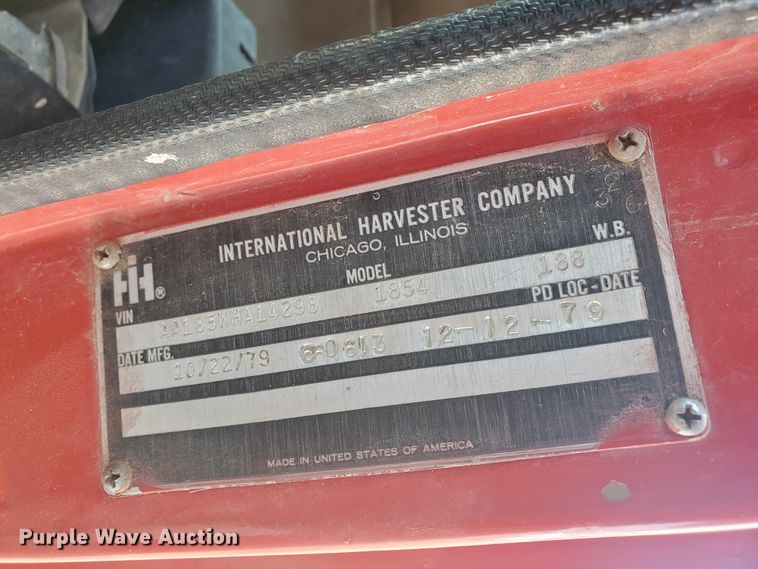 INTERNATIONAL HARVESTER COMPANY
CHICAGO, ILLINOIS
IH®
MODEL W.B.
VIN AA185KHA14298 1854 188
DATE MFG. PD LOC-DATE
10/22/79 12-12-79
MADE IN UNITED STATES OF AMERICA
Purple Wave Auction